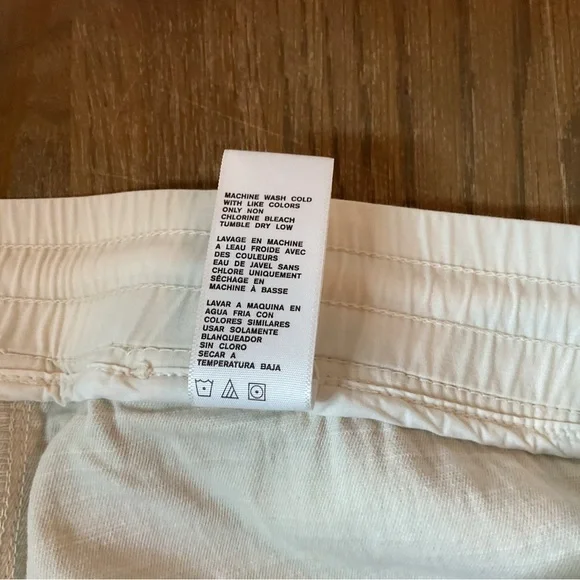 MACHINE WASH COLD
WITH LIKE COLORS
ONLY NON
CHLORINE BLEACH
TUMBLE DRY LOW
LAVAGE EN MACHINE
A LEAU FROIDE AVEC
DES COULEURS
EAU DE JAVEL SANS
CHLORE UNIQUEMENT
SÉCHAGE EN
MACHINE À BASSE
LAVAR A MAQUINA EN
AGUA FRIA CON
COLORES SIMILARES
USAR SOLAMENTE
BLANQUEADOR
SIN CLORO
SECAR A
TEMPERATURA BAJA